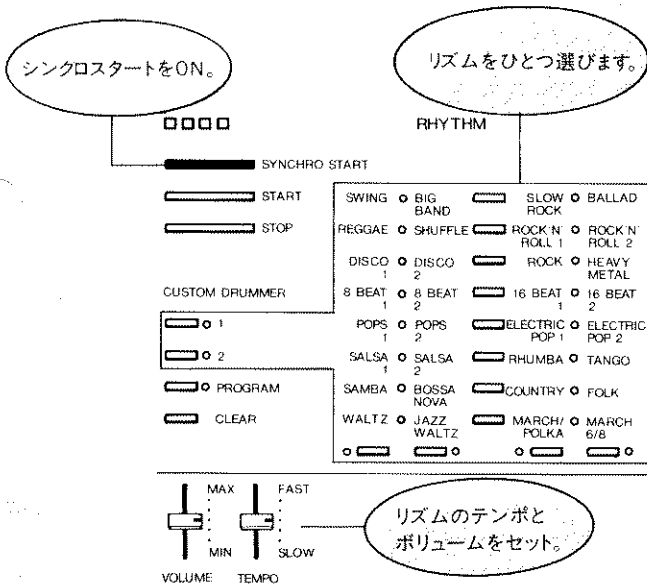 シンクロスタートをON。
リズムをひとつ選びます。
RHYTHM
SYNCHRO START
START
STOP
CUSTOM DRUMMER
1
2
PROGRAM
CLEAR
SWING BIG BAND SLOW ROCK BALLAD
REGGAE SHUFFLE ROCK'N' ROLL 1 ROCK'N' ROLL 2
DISCO 1 DISCO 2 ROCK HEAVY METAL
8 BEAT 1 8 BEAT 2 16 BEAT 1 16 BEAT 2
POPS 1 POPS 2 ELECTRIC POP 1 ELECTRIC POP 2
SALSA 1 SALSA 2 RHUMBA TANGO
SAMBA BOSSA NOVA COUNTRY FOLK
WALTZ JAZZ WALTZ MARCH/ POLKA MARCH 6/8
MAX FAST
MIN SLOW
VOLUME TEMPO
リズムのテンポと
ボリュームをセット。